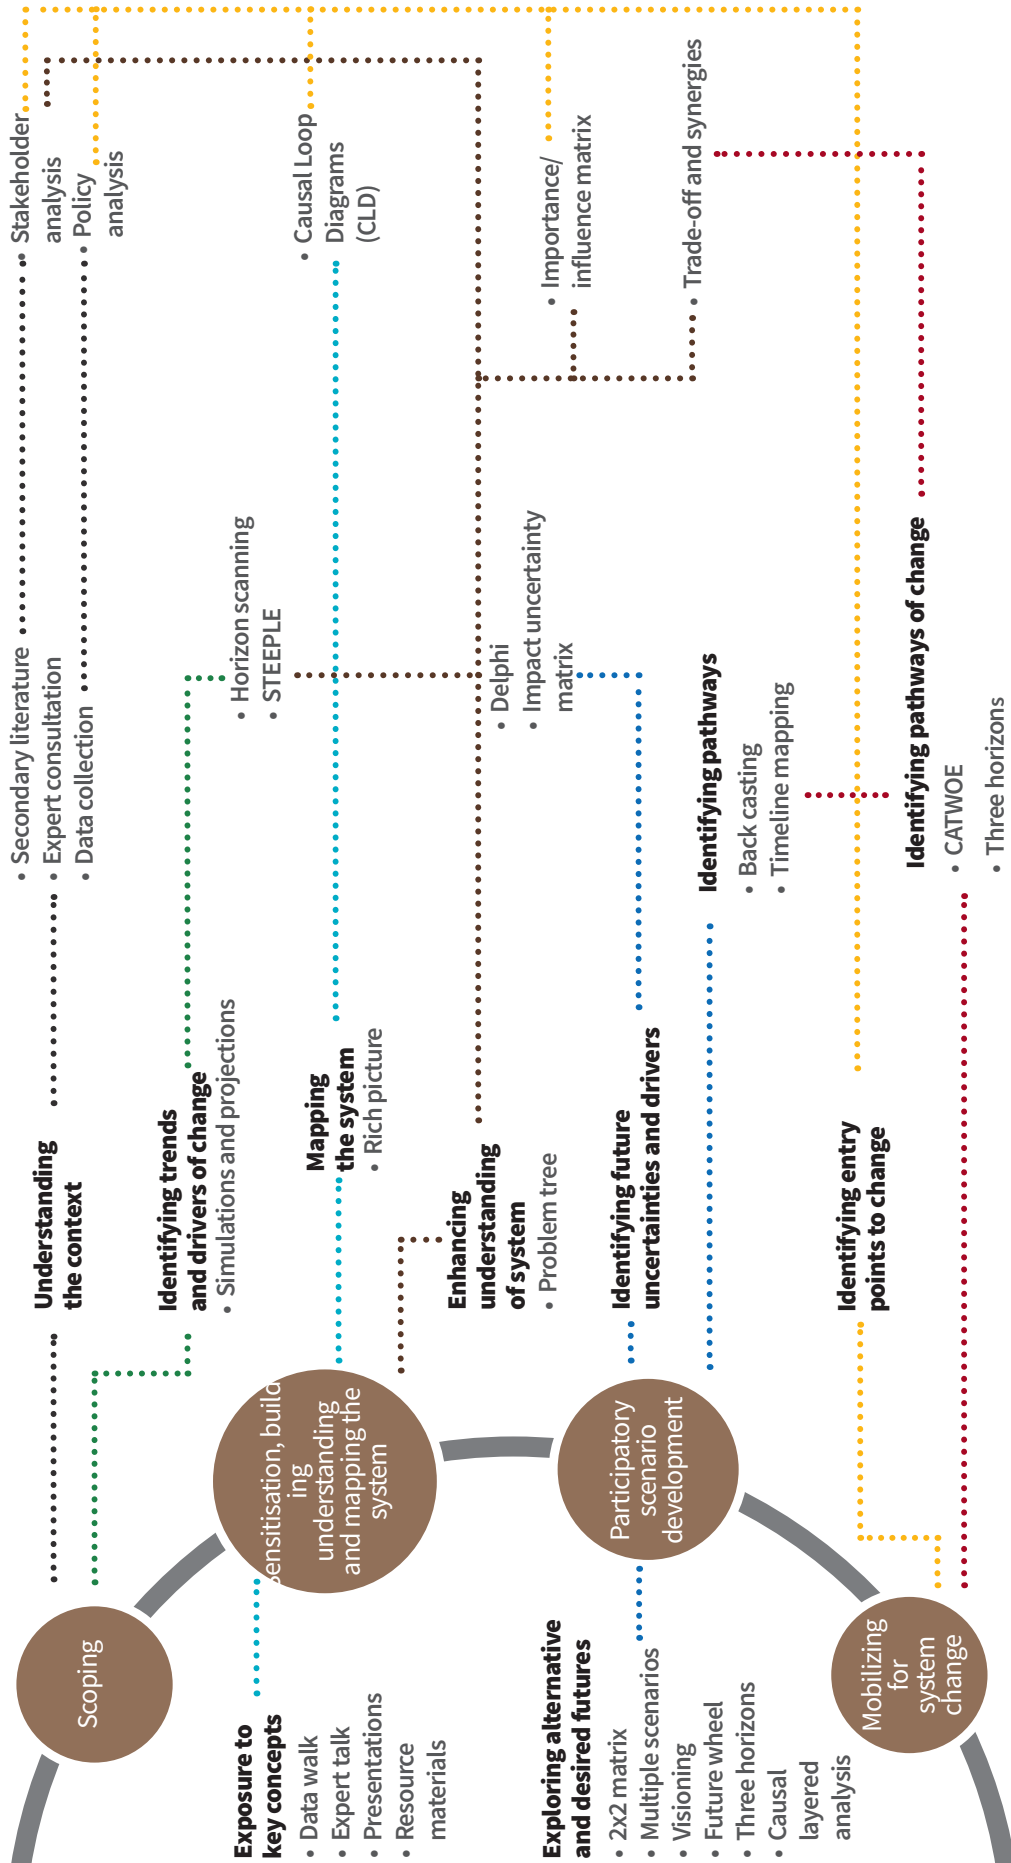 Scoping
Understanding
the context
• Secondary literature
• Expert consultation
• Data collection
• Stakeholder
analysis
• Policy
analysis
Identifying trends
and drivers of change
• Simulations and projections
• Horizon scanning
• STEEPLE
Sensitisation, build
ing
understanding
and mapping the
system
Exposure to
key concepts
• Data walk
• Expert talk
• Presentations
• Resource
materials
Mapping
the system
• Rich picture
• Causal Loop
Diagrams
(CLD)
Enhancing
understanding
of system
• Problem tree
• Delphi
• Impact uncertainty
matrix
• Importance/
influence matrix
• Trade-off and synergies
Participatory
scenario
development
Exploring alternative
and desired futures
• 2x2 matrix
• Multiple scenarios
• Visioning
• Future wheel
• Three horizons
• Causal
layered
analysis
Identifying future
uncertainties and drivers
Identifying pathways
• Back casting
• Timeline mapping
Mobilizing
for
system
change
Identifying entry
points to change
Identifying pathways of change
• CATWOE
• Three horizons